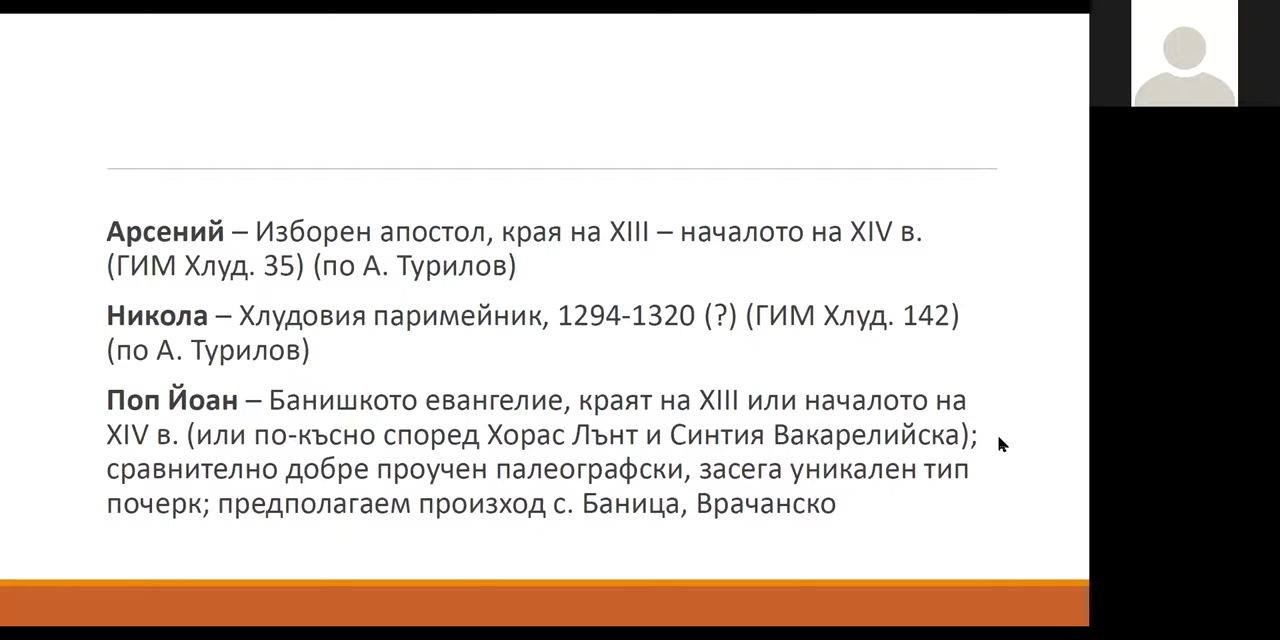 Арсений – Изборен апостол, края на XIII – началото на XIV в.
(ГИМ Хлуд. 35) (по А. Турилов)
Никола – Хлудовия паримейник, 1294-1320 (?) (ГИМ Хлуд. 142)
(по А. Турилов)
Поп Йоан – Банишкото евангелие, краят на XIII или началото на
XIV в. (или по-късно според Хорас Лънт и Синтия Вакарелийска);
сравнително добре проучен палеографски, засега уникален тип
почерк; предполагаем произход с. Баница, Врачанско